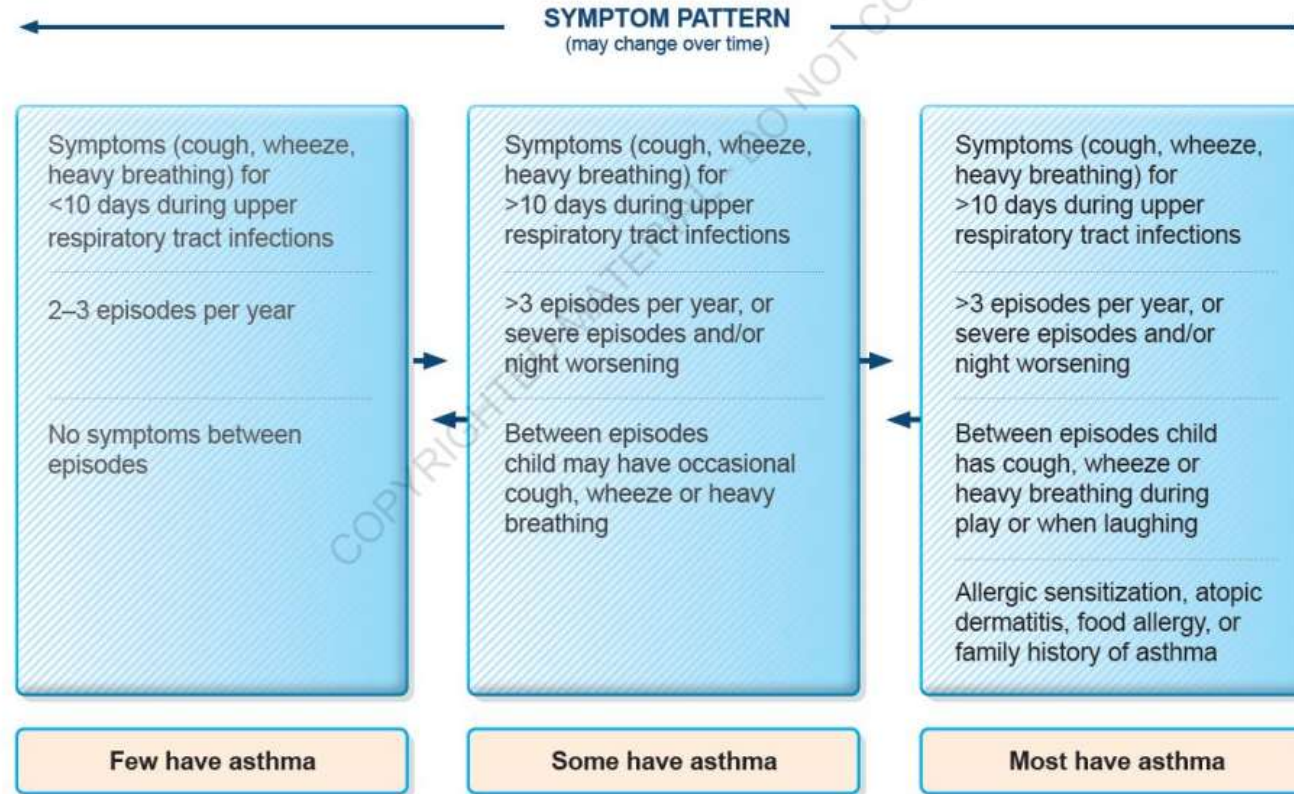 SYMPTOM PATTERN
(may change over time)
Symptoms (cough, wheeze,
heavy breathing) for
<10 days during upper
respiratory tract infections
2–3 episodes per year
No symptoms between
episodes
Few have asthma
Symptoms (cough, wheeze,
heavy breathing) for
>10 days during upper
respiratory tract infections
>3 episodes per year, or
severe episodes and/or
night worsening
Between episodes
child may have occasional
cough, wheeze or heavy
breathing
Some have asthma
Symptoms (cough, wheeze,
heavy breathing) for
>10 days during upper
respiratory tract infections
>3 episodes per year, or
severe episodes and/or
night worsening
Between episodes child
has cough, wheeze or
heavy breathing during
play or when laughing
Allergic sensitization, atopic
dermatitis, food allergy, or
family history of asthma
Most have asthma
COPYRIGHTED MATERIAL - DO NOT CO